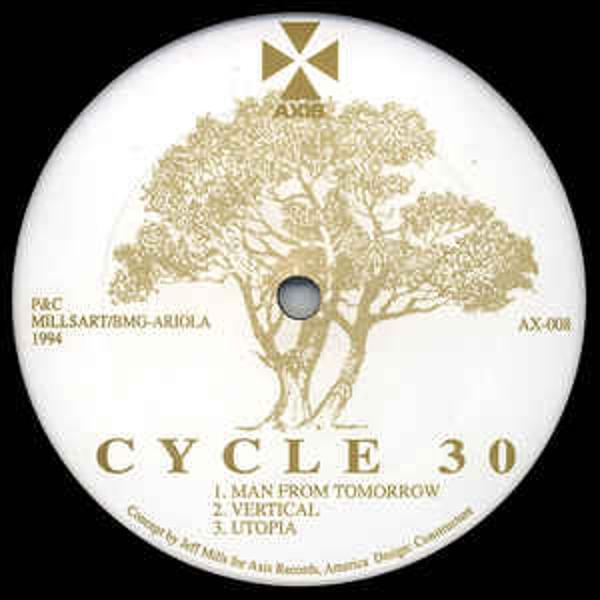 AXIS
P&C
MILLSART/BMG-ARIOLA
1994
AX-008
CYCLE 30
1. MAN FROM TOMORROW
2. VERTICAL
3. UTOPIA
Concept by Jeff Mills for Axis Records, America Design: Constructure